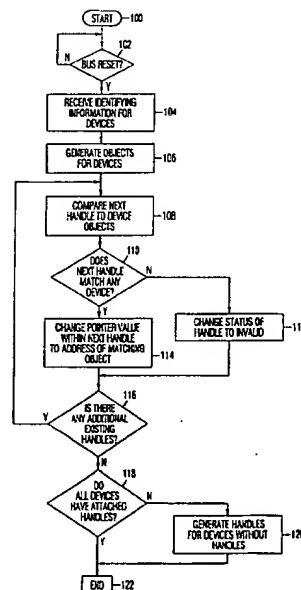 START
100
102
N
BUS RESET?
Y
RECEIVE IDENTIFYING
INFORMATION FOR
DEVICES
104
GENERATE OBJECTS
FOR DEVICES
106
COMPARE NEXT
HANDLE TO DEVICE
OBJECTS
108
110
DOES
NEXT HANDLE
MATCH ANY
DEVICE?
N
Y
CHANGE POINTER VALUE
WITHIN NEXT HANDLE
TO ADDRESS OF MATCHING
OBJECT
114
CHANGE STATUS OF
HANDLE TO INVALID
11
116
Y
IS THERE
ANY ADDITIONAL
EXISTING
HANDLES?
N
118
DO
ALL DEVICES
HAVE ATTACHED
HANDLES?
N
Y
GENERATE HANDLES
FOR DEVICES WITHOUT
HANDLES
12
END
122